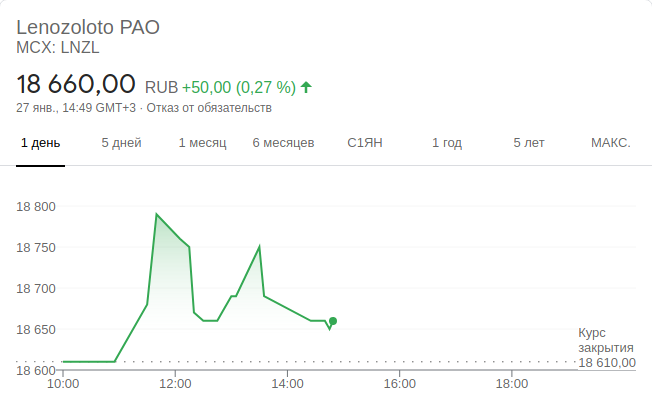 Lenozoloto PAO
MCX: LNZL
18 660,00 RUB +50,00 (0,27 %)
27 янв., 14:49 GMT+3 · Отказ от обязательств
1 день 5 дней 1 месяц 6 месяцев С1ЯН 1 год 5 лет МАКС.
18 800
18 750
18 700
18 650
Курс
закрытия
18 610,00
18 600
10:00 12:00 14:00 16:00 18:00